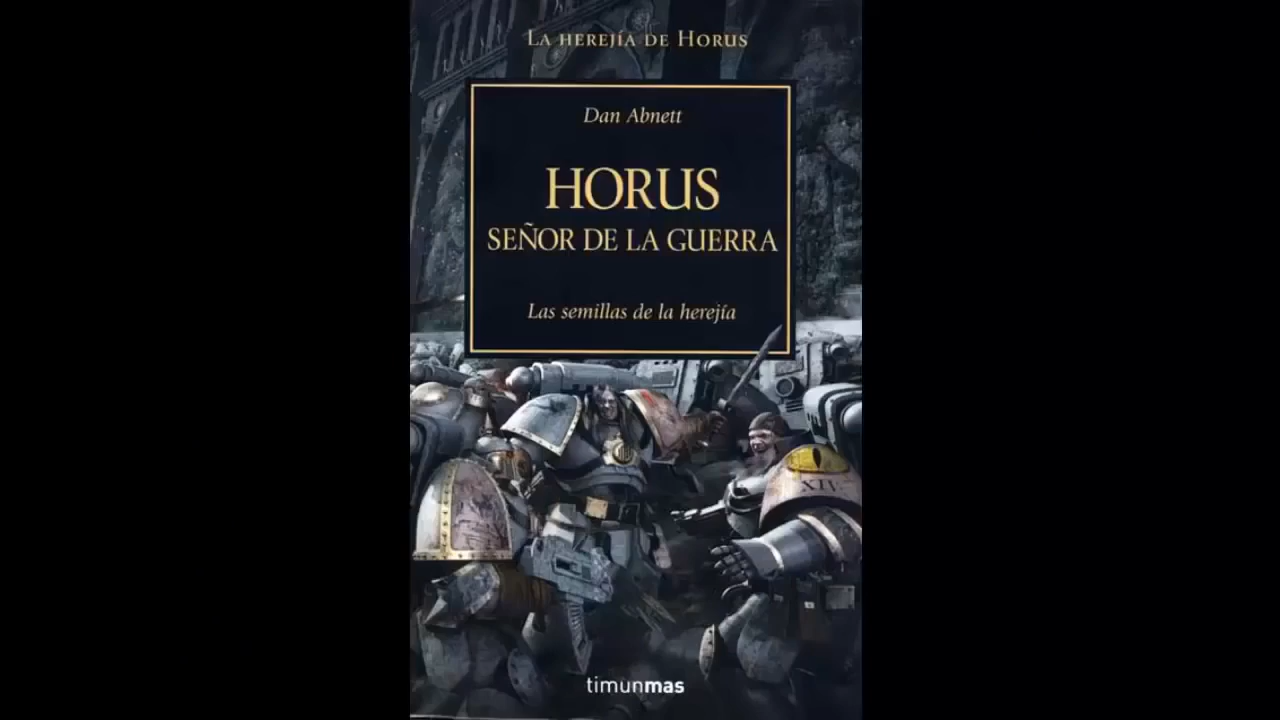 LA HEREJÍA DE HORUS
Dan Abnett
HORUS
SEÑOR DE LA GUERRA
Las semillas de la herejía
XIV
timunmas